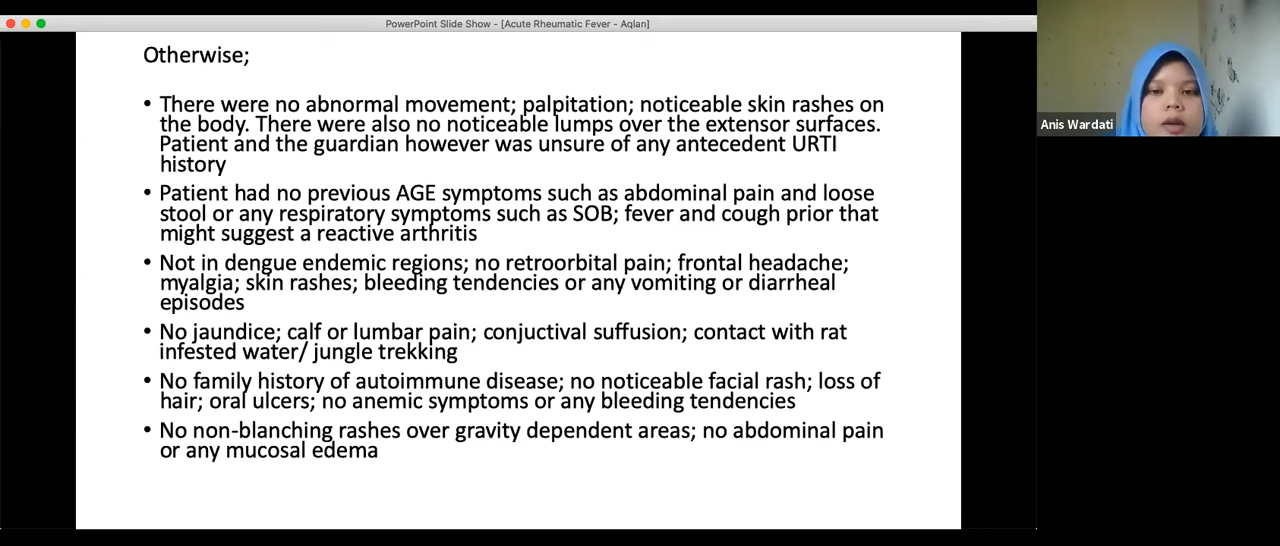 PowerPoint Slide Show - [Acute Rheumatic Fever - Aqlan]
Otherwise;
• There were no abnormal movement; palpitation; noticeable skin rashes on
the body. There were also no noticeable lumps over the extensor surfaces.
Patient and the guardian however was unsure of any antecedent URTI
history
• Patient had no previous AGE symptoms such as abdominal pain and loose
stool or any respiratory symptoms such as SOB; fever and cough prior that
might suggest a reactive arthritis
• Not in dengue endemic regions; no retroorbital pain; frontal headache;
myalgia; skin rashes; bleeding tendencies or any vomiting or diarrheal
episodes
• No jaundice; calf or lumbar pain; conjuctival suffusion; contact with rat
infested water/ jungle trekking
• No family history of autoimmune disease; no noticeable facial rash; loss of
hair; oral ulcers; no anemic symptoms or any bleeding tendencies
• No non-blanching rashes over gravity dependent areas; no abdominal pain
or any mucosal edema
Anis Wardati